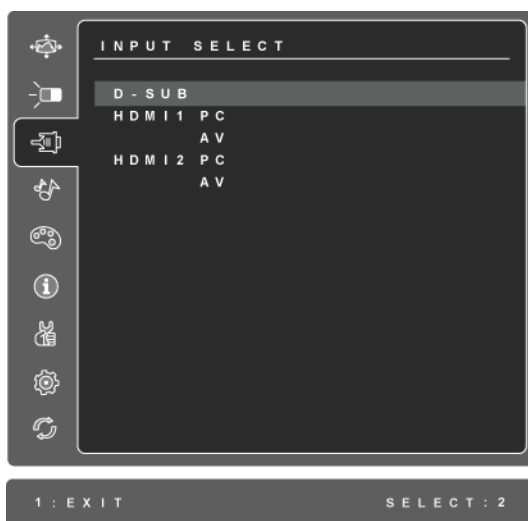 INPUT SELECT
D-SUB
HDMI1 PC
AV
HDMI2 PC
AV
1:EXIT SELECT:2